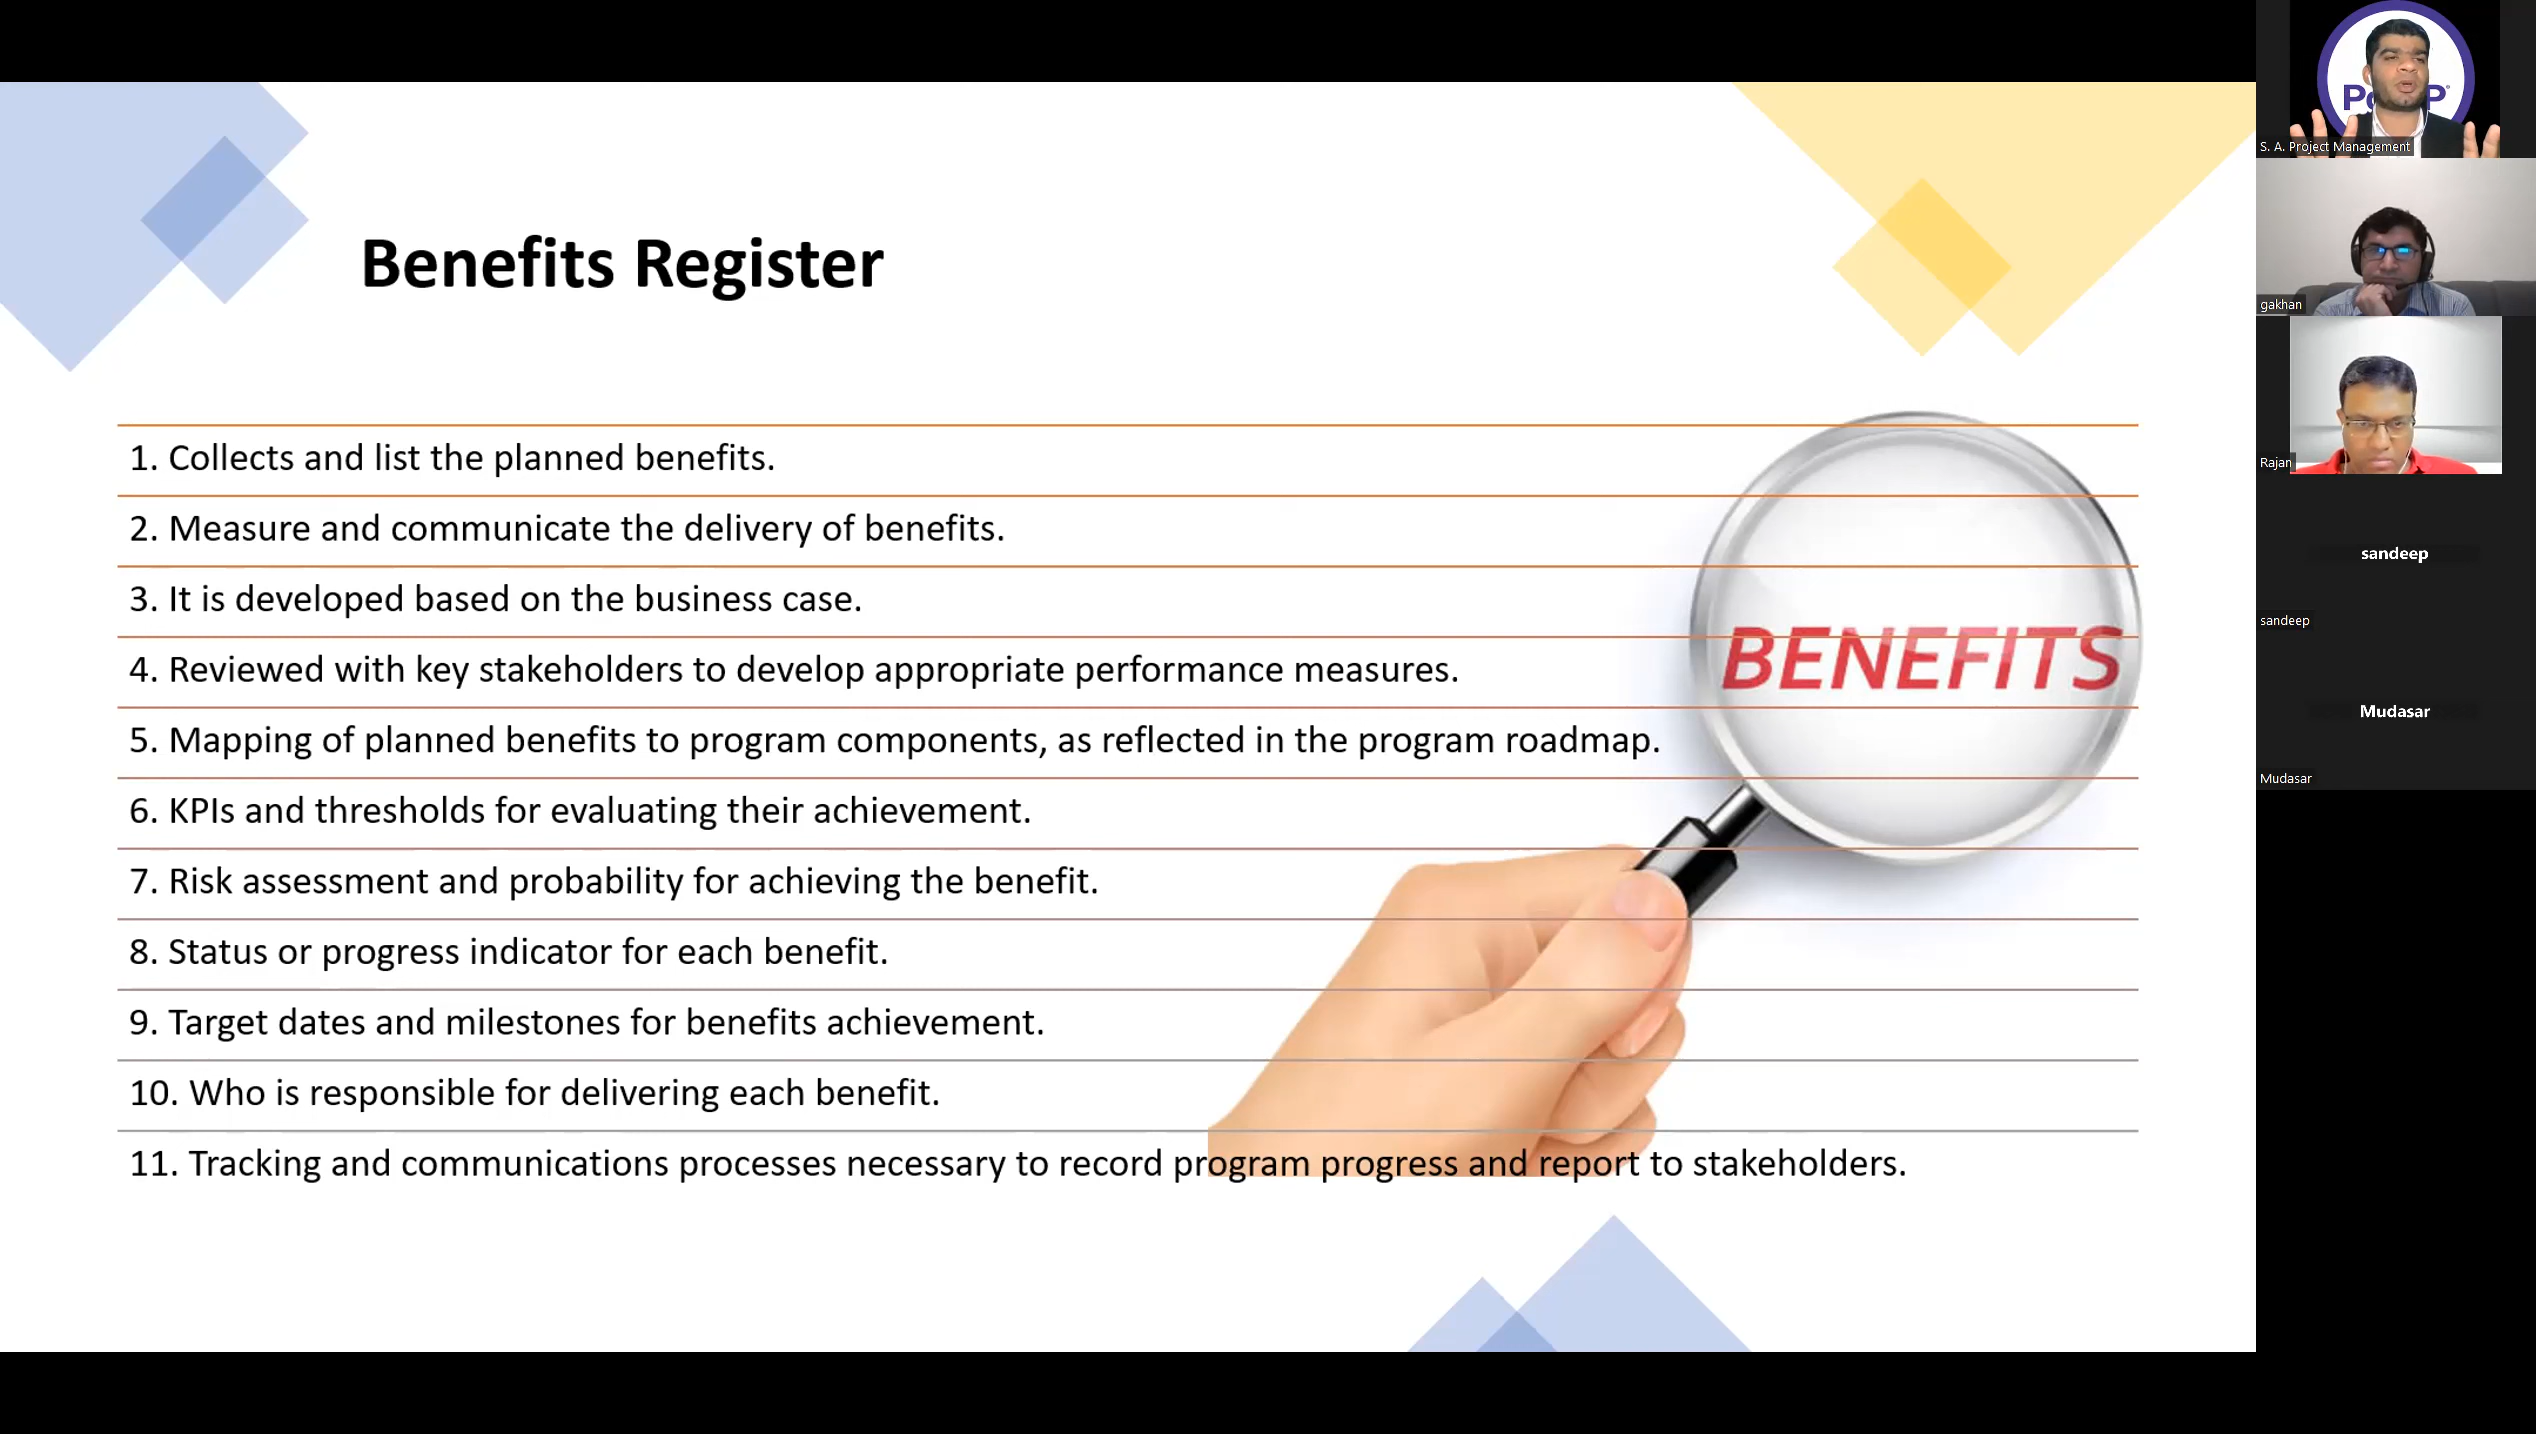 Benefits Register
1. Collects and list the planned benefits.
2. Measure and communicate the delivery of benefits.
3. It is developed based on the business case.
4. Reviewed with key stakeholders to develop appropriate performance measures.
5. Mapping of planned benefits to program components, as reflected in the program roadmap.
6. KPIs and thresholds for evaluating their achievement.
7. Risk assessment and probability for achieving the benefit.
8. Status or progress indicator for each benefit.
9. Target dates and milestones for benefits achievement.
10. Who is responsible for delivering each benefit.
11. Tracking and communications processes necessary to record program progress and report to stakeholders.
BENEFITS
S. A. Project Management
gakhan
Rajan
sandeep
sandeep
Mudasar
Mudasar